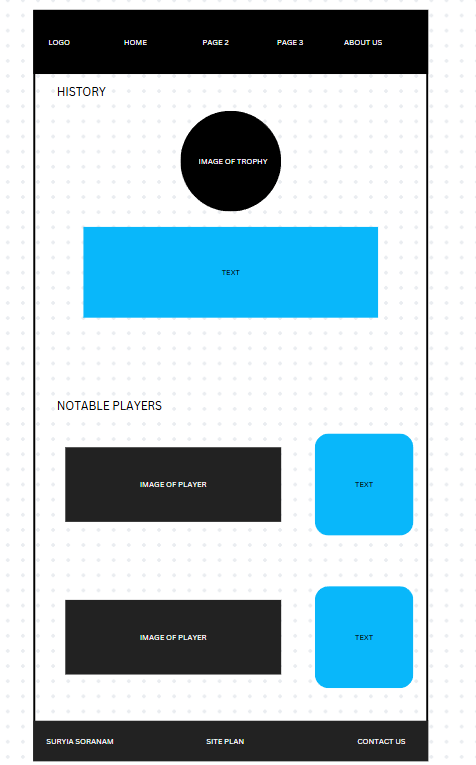 LOGO HOME PAGE 2 PAGE 3 ABOUT US
HISTORY
IMAGE OF TROPHY
TEXT
NOTABLE PLAYERS
IMAGE OF PLAYER TEXT
IMAGE OF PLAYER TEXT
SURYIA SORANAM SITE PLAN CONTACT US